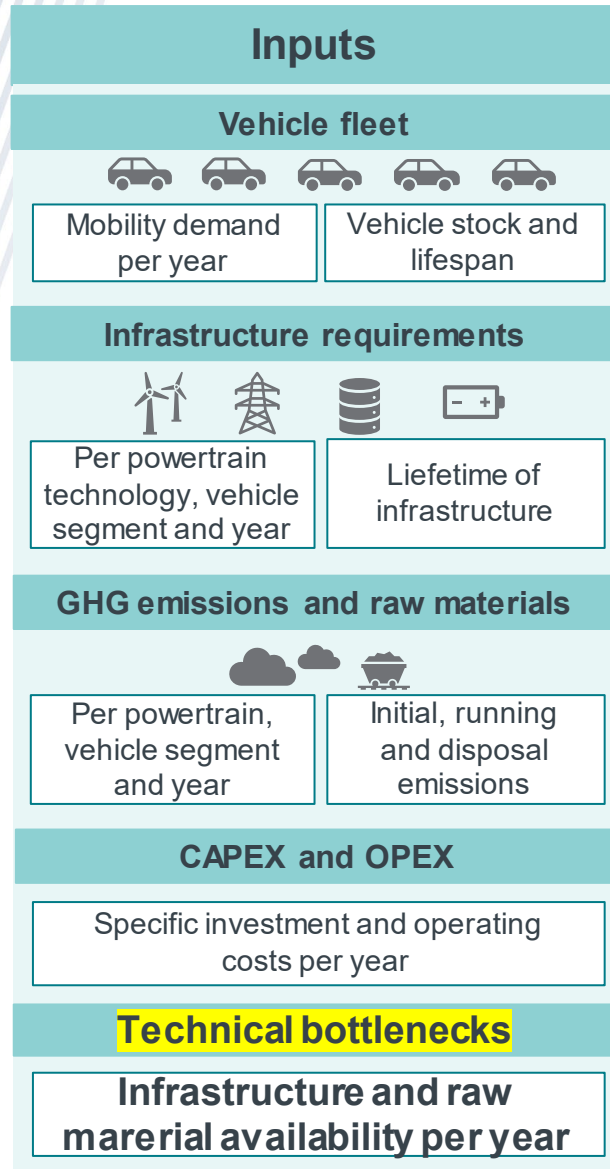 Inputs
Vehicle fleet
Mobility demand
per year
Vehicle stock and
lifespan
Infrastructure requirements
- +
Per powertrain
technology, vehicle
segment and year
Liefetime of
infrastructure
GHG emissions and raw materials
Per powertrain,
vehicle segment
and year
Initial, running
and disposal
emissions
CAPEX and OPEX
Specific investment and operating
costs per year
Technical bottlenecks
Infrastructure and raw
marerial availability per year